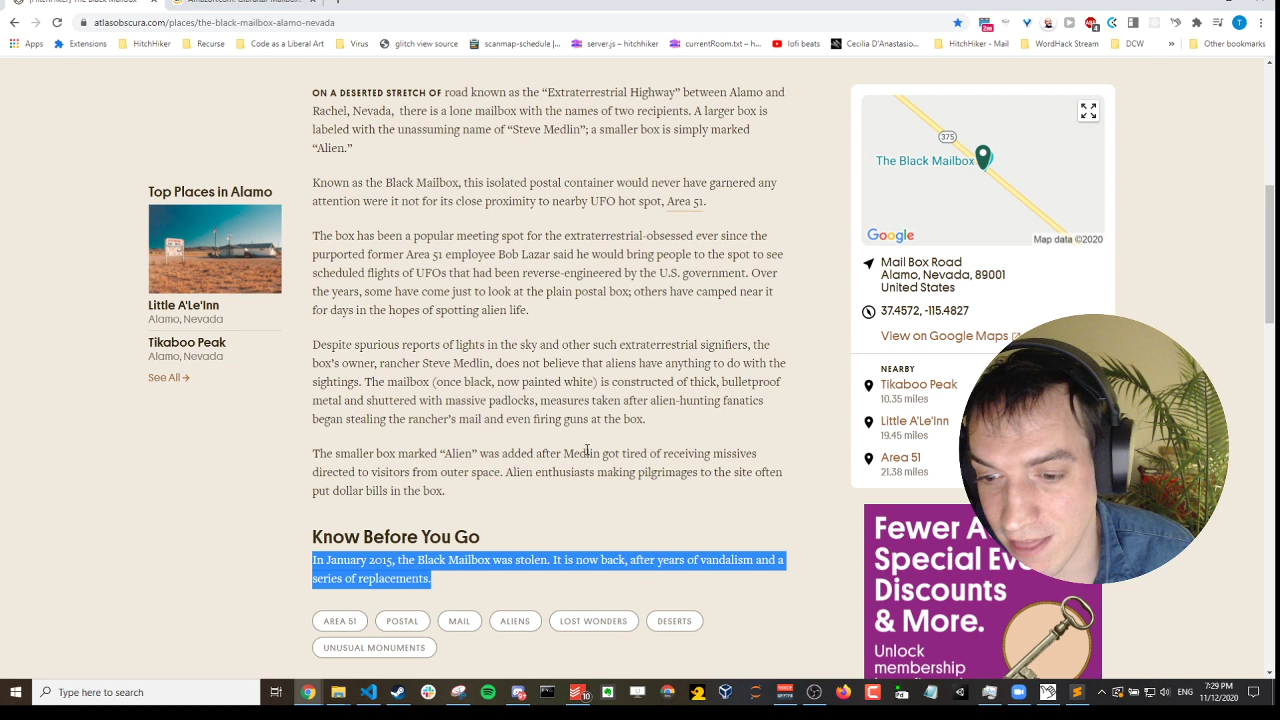 [HitchHiker] The Black Mailbox
atlasobscura.com/places/the-black-mailbox-alamo-nevada
Apps Extensions HitchHiker Recurse Code as a Liberal Art Virus glitch view source scanmap-schedule |... server.js ~ hitchhiker currentRoom.txt ~ h... lofi beats Cecilia D'Anastasio... HitchHiker - Mail WordHack Stream DCW » Other bookmarks
ON A DESERTED STRETCH OF road known as the “Extraterrestrial Highway” between Alamo and
Rachel, Nevada, there is a lone mailbox with the names of two recipients. A larger box is
labeled with the unassuming name of “Steve Medlin”; a smaller box is simply marked
“Alien.”
Known as the Black Mailbox, this isolated postal container would never have garnered any
attention were it not for its close proximity to nearby UFO hot spot, Area 51.
The box has been a popular meeting spot for the extraterrestrial-obsessed ever since the
purported former Area 51 employee Bob Lazar said he would bring people to the spot to see
scheduled flights of UFOs that had been reverse-engineered by the U.S. government. Over
the years, some have come just to look at the plain postal box; others have camped near it
for days in the hopes of spotting alien life.
Despite spurious reports of lights in the sky and other such extraterrestrial signifiers, the
box's owner, rancher Steve Medlin, does not believe that aliens have anything to do with the
sightings. The mailbox (once black, now painted white) is constructed of thick, bulletproof
metal and shuttered with massive padlocks, measures taken after alien-hunting fanatics
began stealing the rancher's mail and even firing guns at the box.
The smaller box marked “Alien” was added after Medlin got tired of receiving missives
directed to visitors from outer space. Alien enthusiasts making pilgrimages to the site often
put dollar bills in the box.
Know Before You Go
In January 2015, the Black Mailbox was stolen. It is now back, after years of vandalism and a
series of replacements.
AREA 51 POSTAL MAIL ALIENS LOST WONDERS DESERTS
UNUSUAL MONUMENTS
Top Places in Alamo
Little A'Le'Inn
Alamo, Nevada
Tikaboo Peak
Alamo, Nevada
See All →
375
The Black Mailbox
Google Map data ©2020
Mail Box Road
Alamo, Nevada, 89001
United States
37.4572, -115.4827
View on Google Maps
NEARBY
Tikaboo Peak
10.35 miles
Little A'Le'Inn
19.45 miles
Area 51
21.38 miles
Fewer A
Special Eve
Discounts
& More.
Unlock
membership
Type here to search
ENG
7:29 PM
11/12/2020